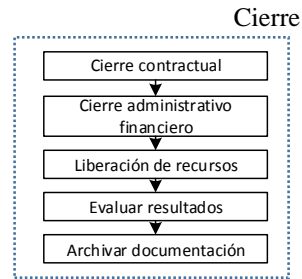 Cierre
Cierre contractual
Cierre administrativo
financiero
Liberación de recursos
Evaluar resultados
Archivar documentación